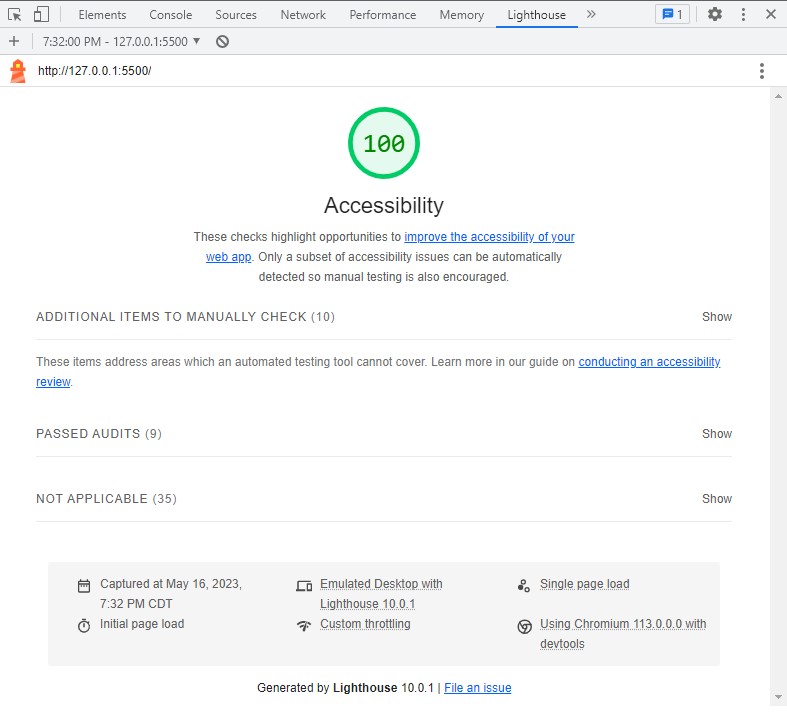 Elements Console Sources Network Performance Memory Lighthouse » 1
+ 7:32:00 PM - 127.0.0.1:5500 ▼
http://127.0.0.1:5500/
100
Accessibility
These checks highlight opportunities to improve the accessibility of your
web app. Only a subset of accessibility issues can be automatically
detected so manual testing is also encouraged.
ADDITIONAL ITEMS TO MANUALLY CHECK (10) Show
These items address areas which an automated testing tool cannot cover. Learn more in our guide on conducting an accessibility
review.
PASSED AUDITS (9) Show
NOT APPLICABLE (35) Show
Captured at May 16, 2023,
7:32 PM CDT
Emulated Desktop with
Lighthouse 10.0.1
Single page load
Initial page load
Custom throttling
Using Chromium 113.0.0.0 with
devtools
Generated by Lighthouse 10.0.1 | File an issue